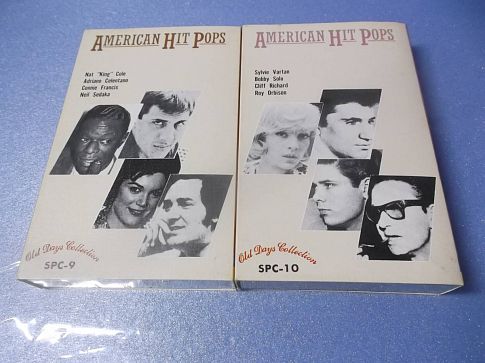 AMERICAN HIT POPS
Nat "King" Cole
Adriano Celentano
Connie Francis
Neil Sedaka
Old Days Collection
SPC-9
AMERICAN HIT POPS
Sylvie Vartan
Bobby Solo
Cliff Richard
Roy Orbison
Old Days Collection
SPC-10